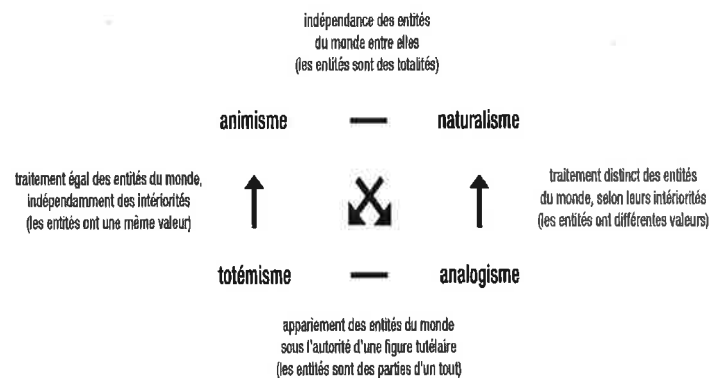 indépendance des entités
du monde entre elles
(les entités sont des totalités)
animisme — naturalisme
traitement égal des entités du monde,
indépendamment des intériorités
(les entités ont une même valeur)
traitement distinct des entités
du monde, selon leurs intériorités
(les entités ont différentes valeurs)
totémisme — analogisme
appariement des entités du monde
sous l'autorité d'une figure tutélaire
(les entités sont des parties d'un tout)